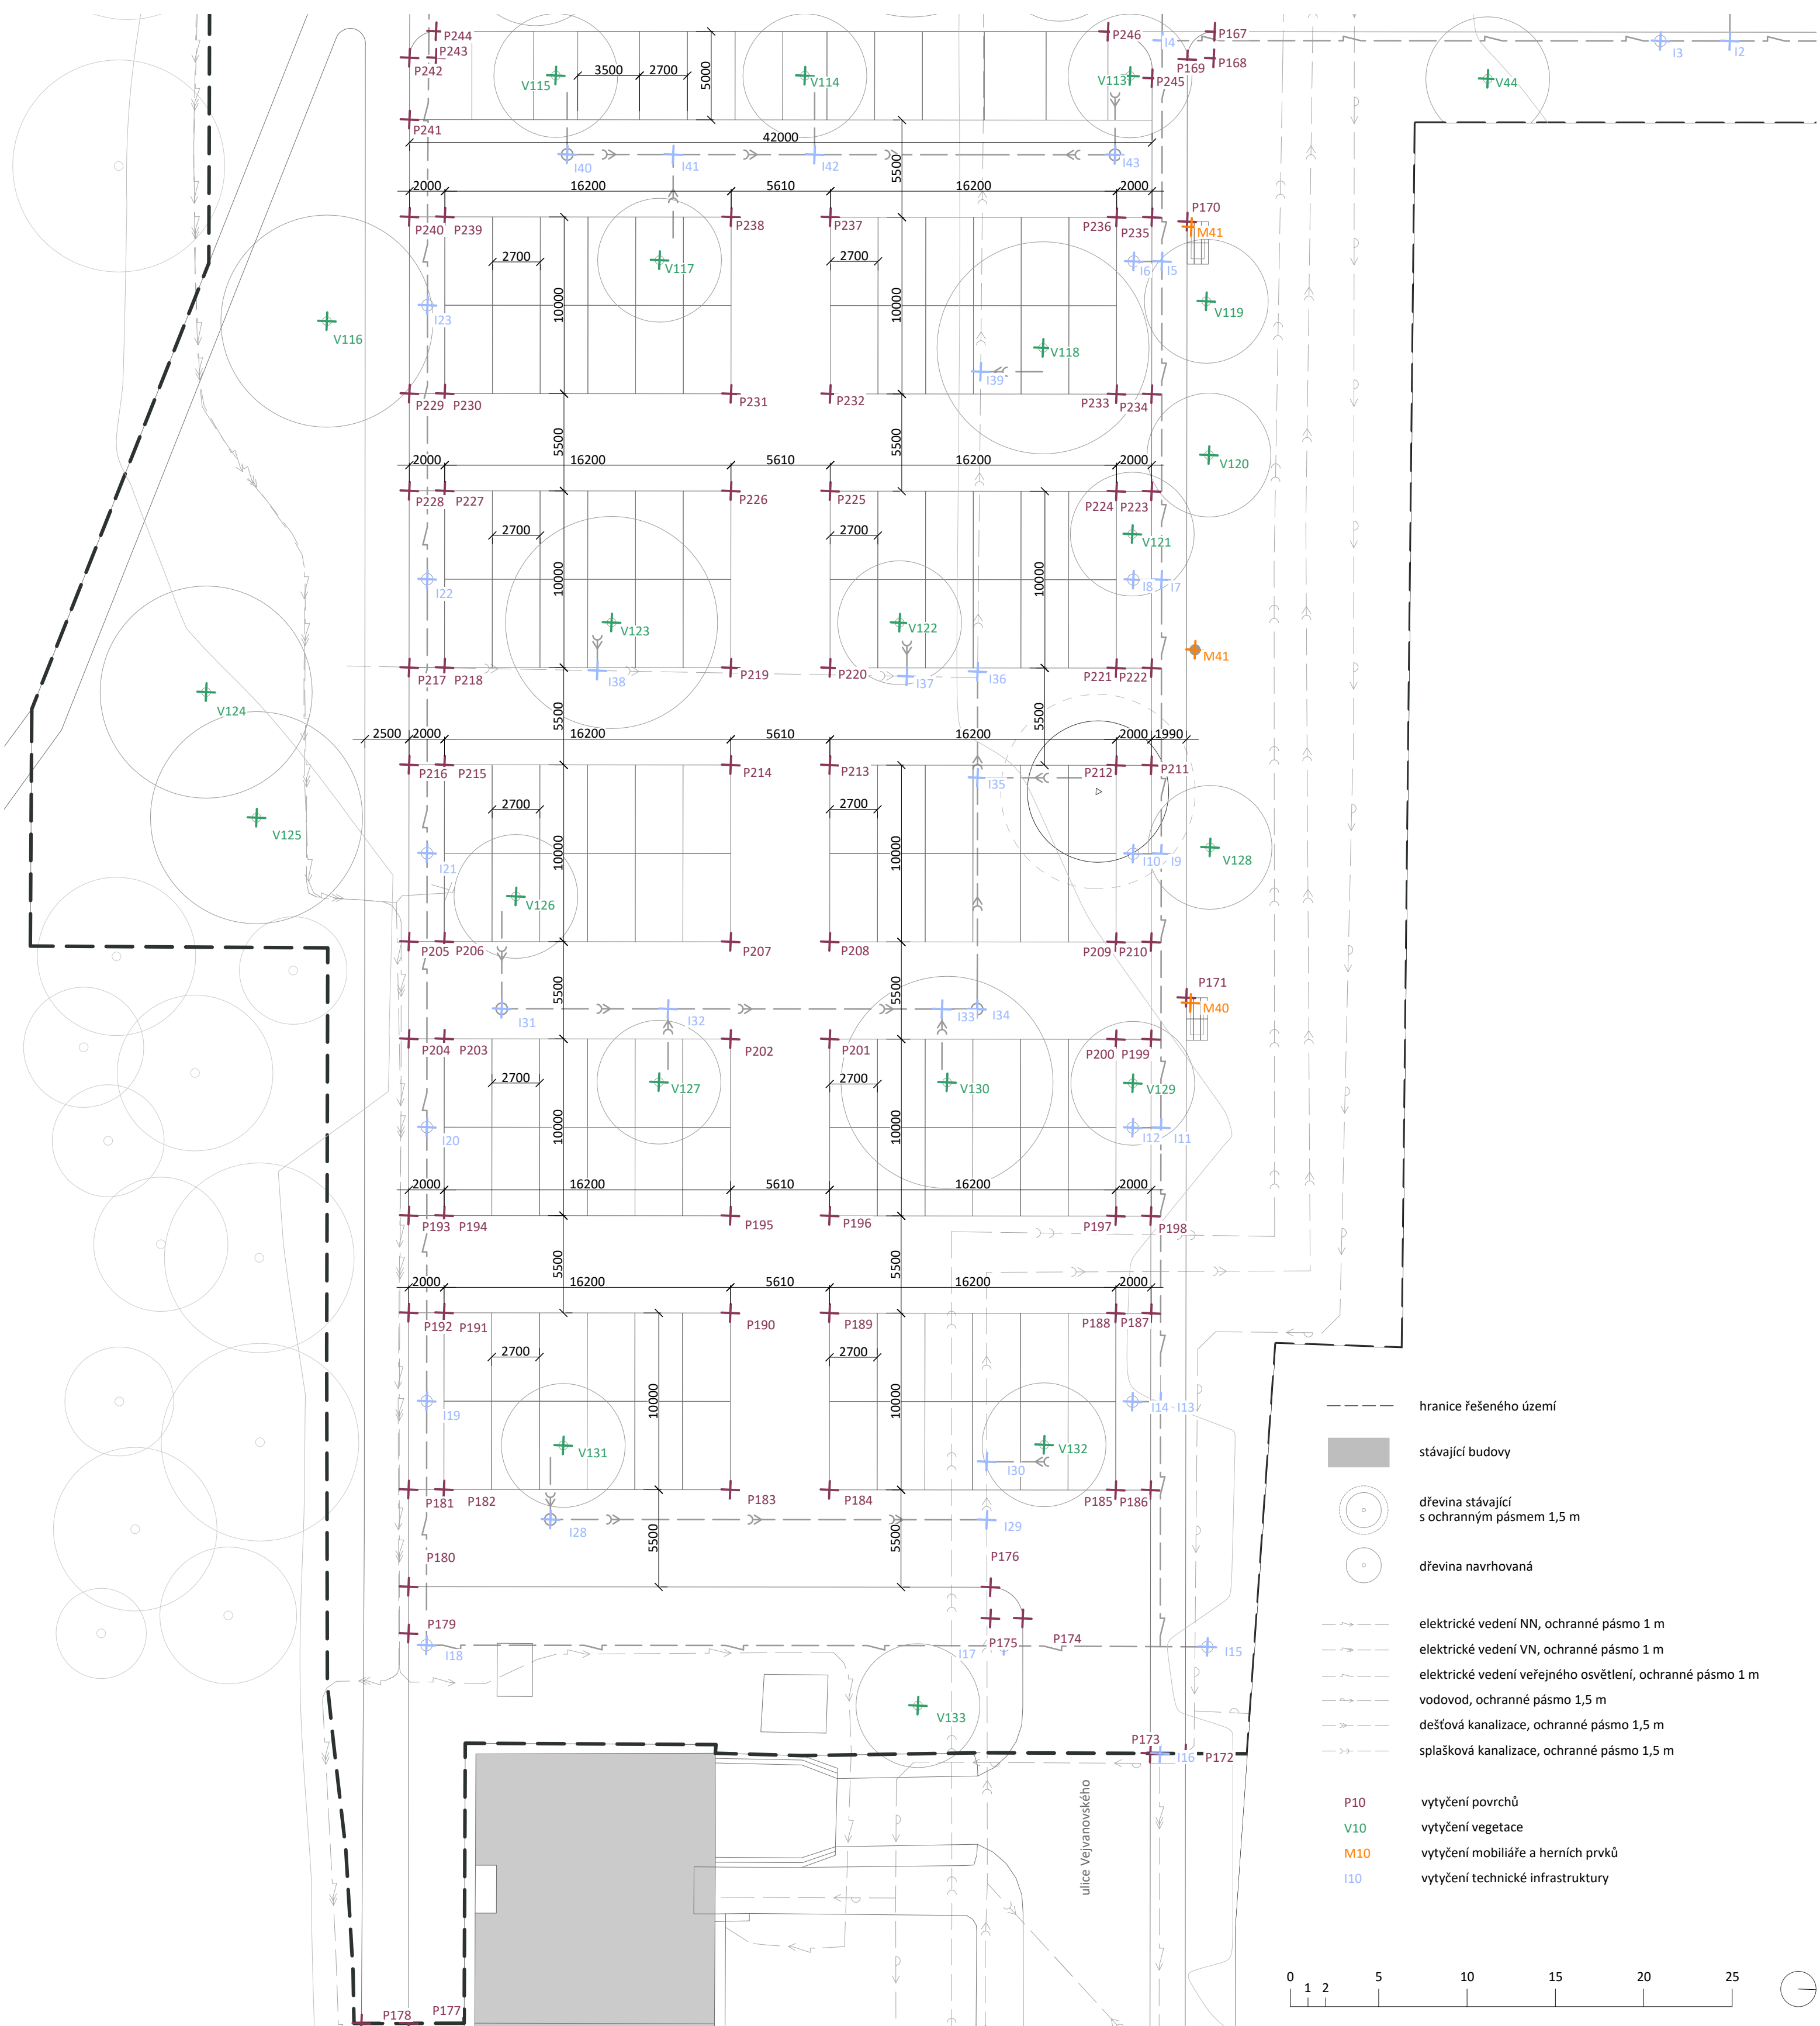 P244
P246
P167
I4
I3
I2
P243
P242
P169
P168
V115
3500
2700
5000
V114
V113
P245
V44
P241
42000
I40
I41
I42
I43
5500
2000
16200
5610
16200
2000
P170
P240
P239
P238
P237
P236
P235
M41
2700
V117
2700
I6
I5
10000
10000
V119
I23
V116
V118
I39
P229
P230
P231
P232
P233
P234
5500
5500
2000
16200
5610
16200
2000
V120
P228
P227
P226
P225
P224
P223
2700
2700
V121
10000
10000
I22
I8
I7
V123
V122
M41
P217
P218
I38
P219
P220
I37
I36
P221
P222
V124
5500
5500
2500
2000
16200
5610
16200
2000
1990
P216
P215
P214
P213
P212
P211
I35
2700
2700
V125
10000
10000
I21
I10
I9
V128
V126
P205
P206
P207
P208
P209
P210
5500
5500
P171
M40
I31
I32
I33
I34
P204
P203
P202
P201
P200
P199
2700
2700
V127
V130
V129
10000
10000
I20
I12
I11
2000
16200
5610
16200
2000
P193
P194
P195
P196
P197
P198
5500
5500
2000
16200
5610
16200
2000
P192
P191
P190
P189
P188
P187
2700
2700
10000
10000
I19
I14
I13
hranice řešeného území
V131
V132
stávající budovy
I30
P181
P182
P183
P184
P185
P186
dřevina stávající
s ochranným pásmem 1,5 m
I28
I29
5500
5500
P180
P176
dřevina navrhovaná
P179
elektrické vedení NN, ochranné pásmo 1 m
I18
I17
P175
P174
I15
elektrické vedení VN, ochranné pásmo 1 m
elektrické vedení veřejného osvětlení, ochranné pásmo 1 m
V133
vodovod, ochranné pásmo 1,5 m
dešťová kanalizace, ochranné pásmo 1,5 m
P173
I16
P172
splašková kanalizace, ochranné pásmo 1,5 m
ulice Vejvanovského
P10 vytyčení povrchů
V10 vytyčení vegetace
M10 vytyčení mobiliáře a herních prvků
I10 vytyčení technické infrastruktury
0 1 2 5 10 15 20 25
P178
P177